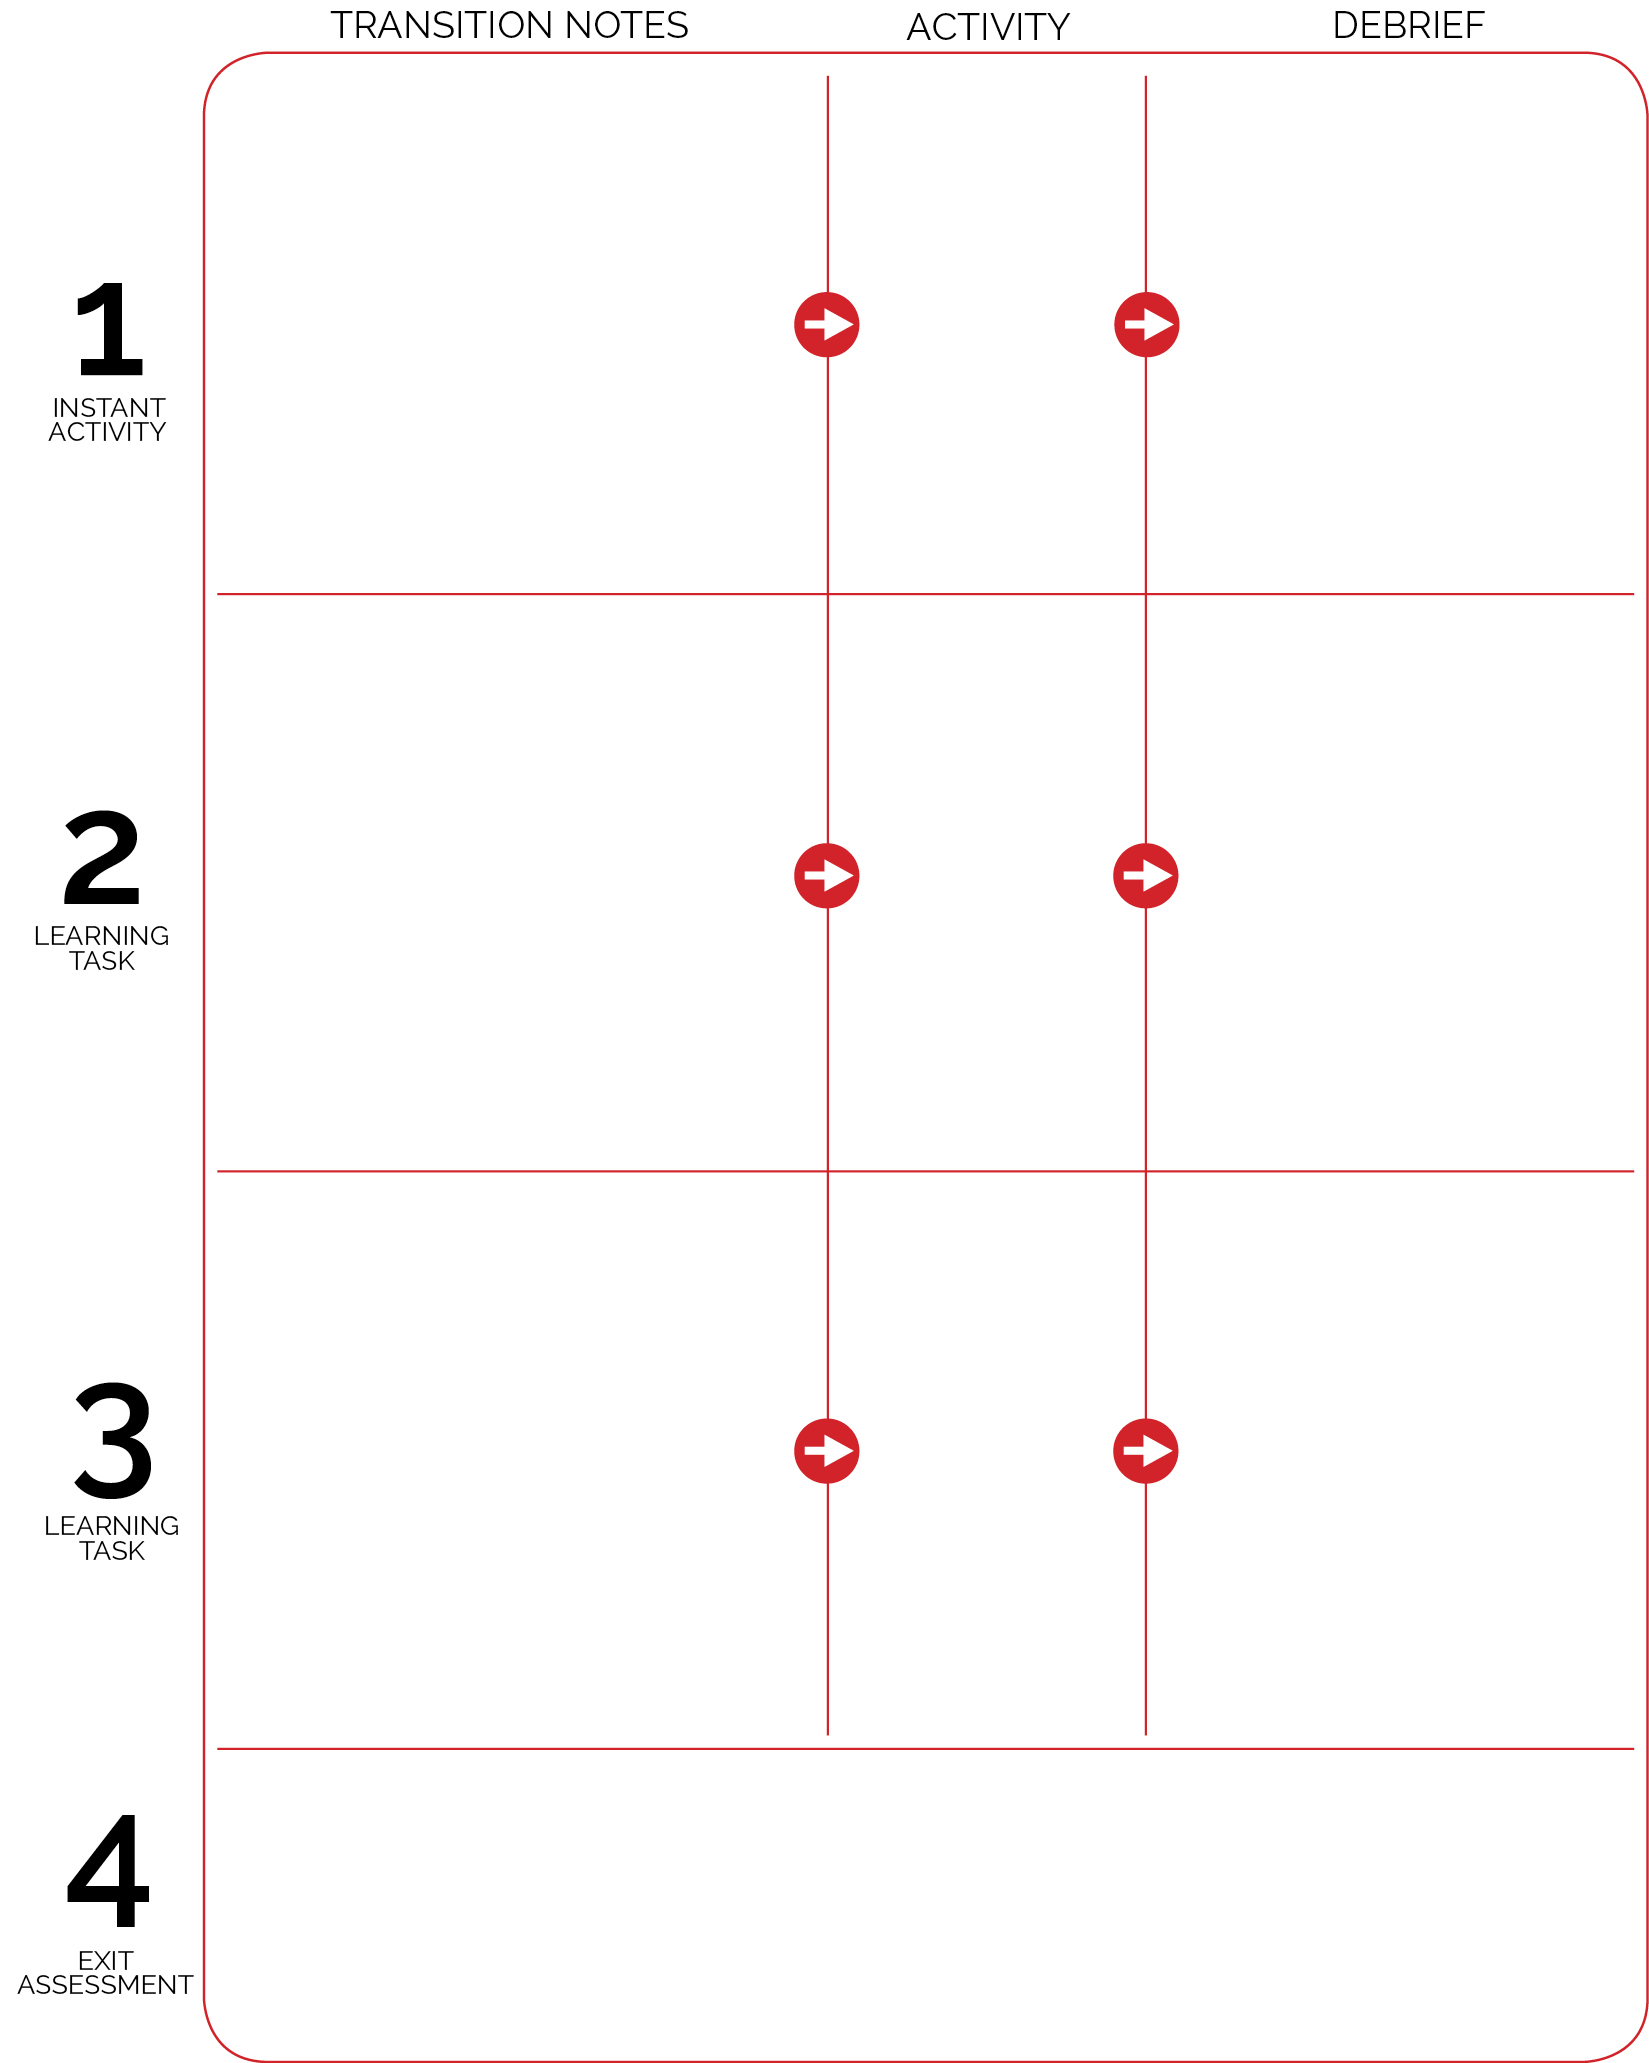 TRANSITION NOTES
ACTIVITY
DEBRIEF
1
INSTANT
ACTIVITY
2
LEARNING
TASK
3
LEARNING
TASK
4
EXIT
ASSESSMENT